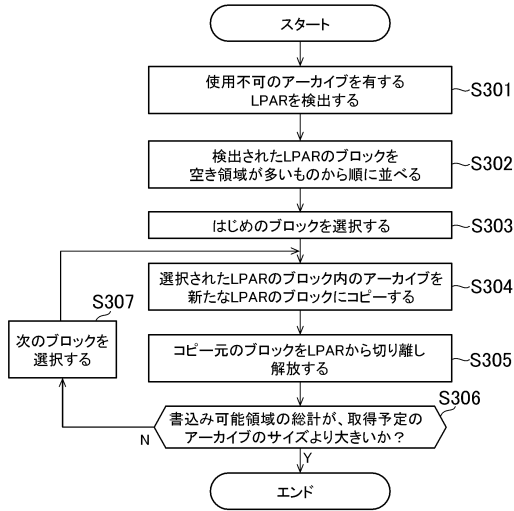 スタート
使用不可のアーカイブを有する
LPARを検出する
S301
検出されたLPARのブロックを
空き領域が多いものから順に並べる
S302
はじめのブロックを選択する
S303
選択されたLPARのブロック内のアーカイブを
新たなLPARのブロックにコピーする
S304
S307
次のブロックを
選択する
コピー元のブロックをLPARから切り離し
解放する
S305
S306
書込み可能領域の総計が、取得予定の
アーカイブのサイズより大きいか？
N
Y
エンド